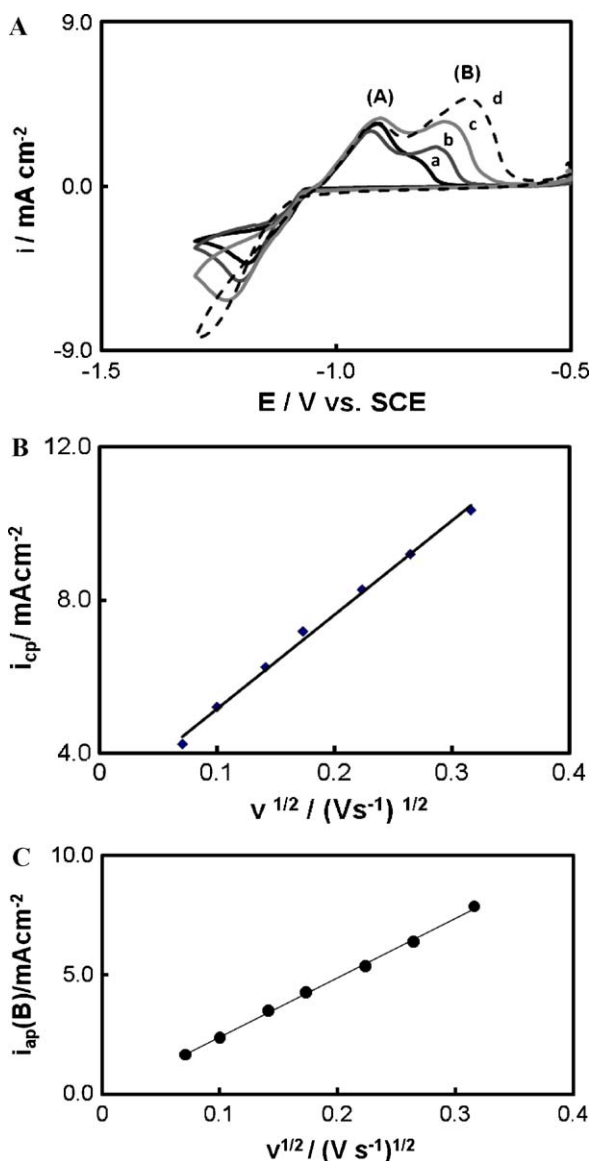 A
9.0
(A)
(B)
d
c
b
a
0.0
-9.0
i / mA cm-2
-1.5
-1.0
-0.5
E / V vs. SCE
B
12.0
8.0
4.0
icp/ mAcm-2
0
0.1
0.2
0.3
0.4
v 1/2 / (Vs-1) 1/2
C
10.0
5.0
0.0
iap(B)/mAcm-2
0
0.1
0.2
0.3
0.4
v1/2 / (V s-1)1/2